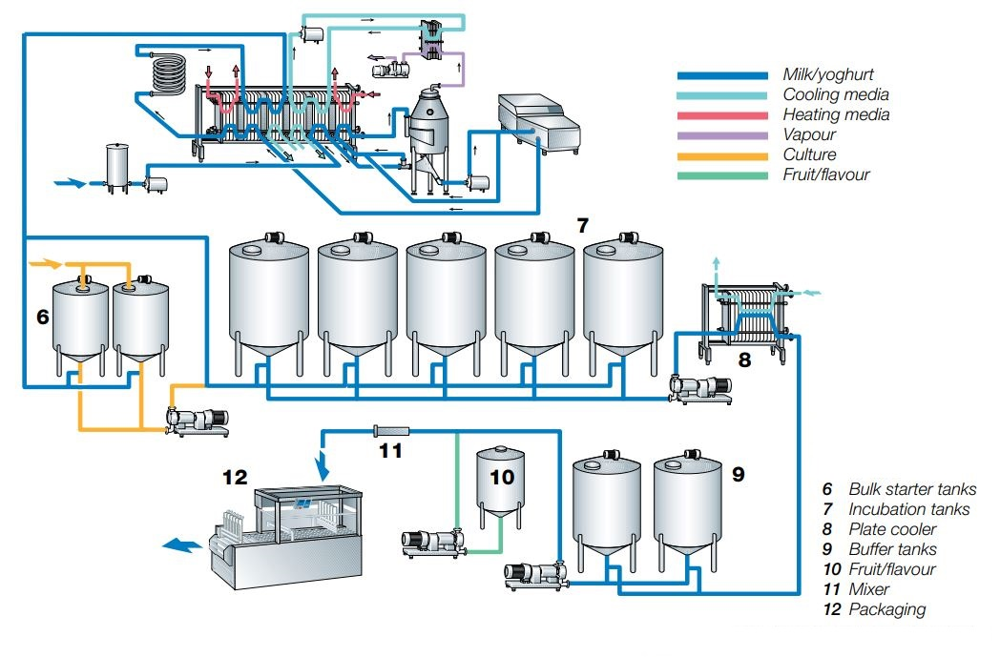 Milk/yoghurt
Cooling media
Heating media
Vapour
Culture
Fruit/flavour
7
6
8
11
12
10
9
6 Bulk starter tanks
7 Incubation tanks
8 Plate cooler
9 Buffer tanks
10 Fruit/flavour
11 Mixer
12 Packaging